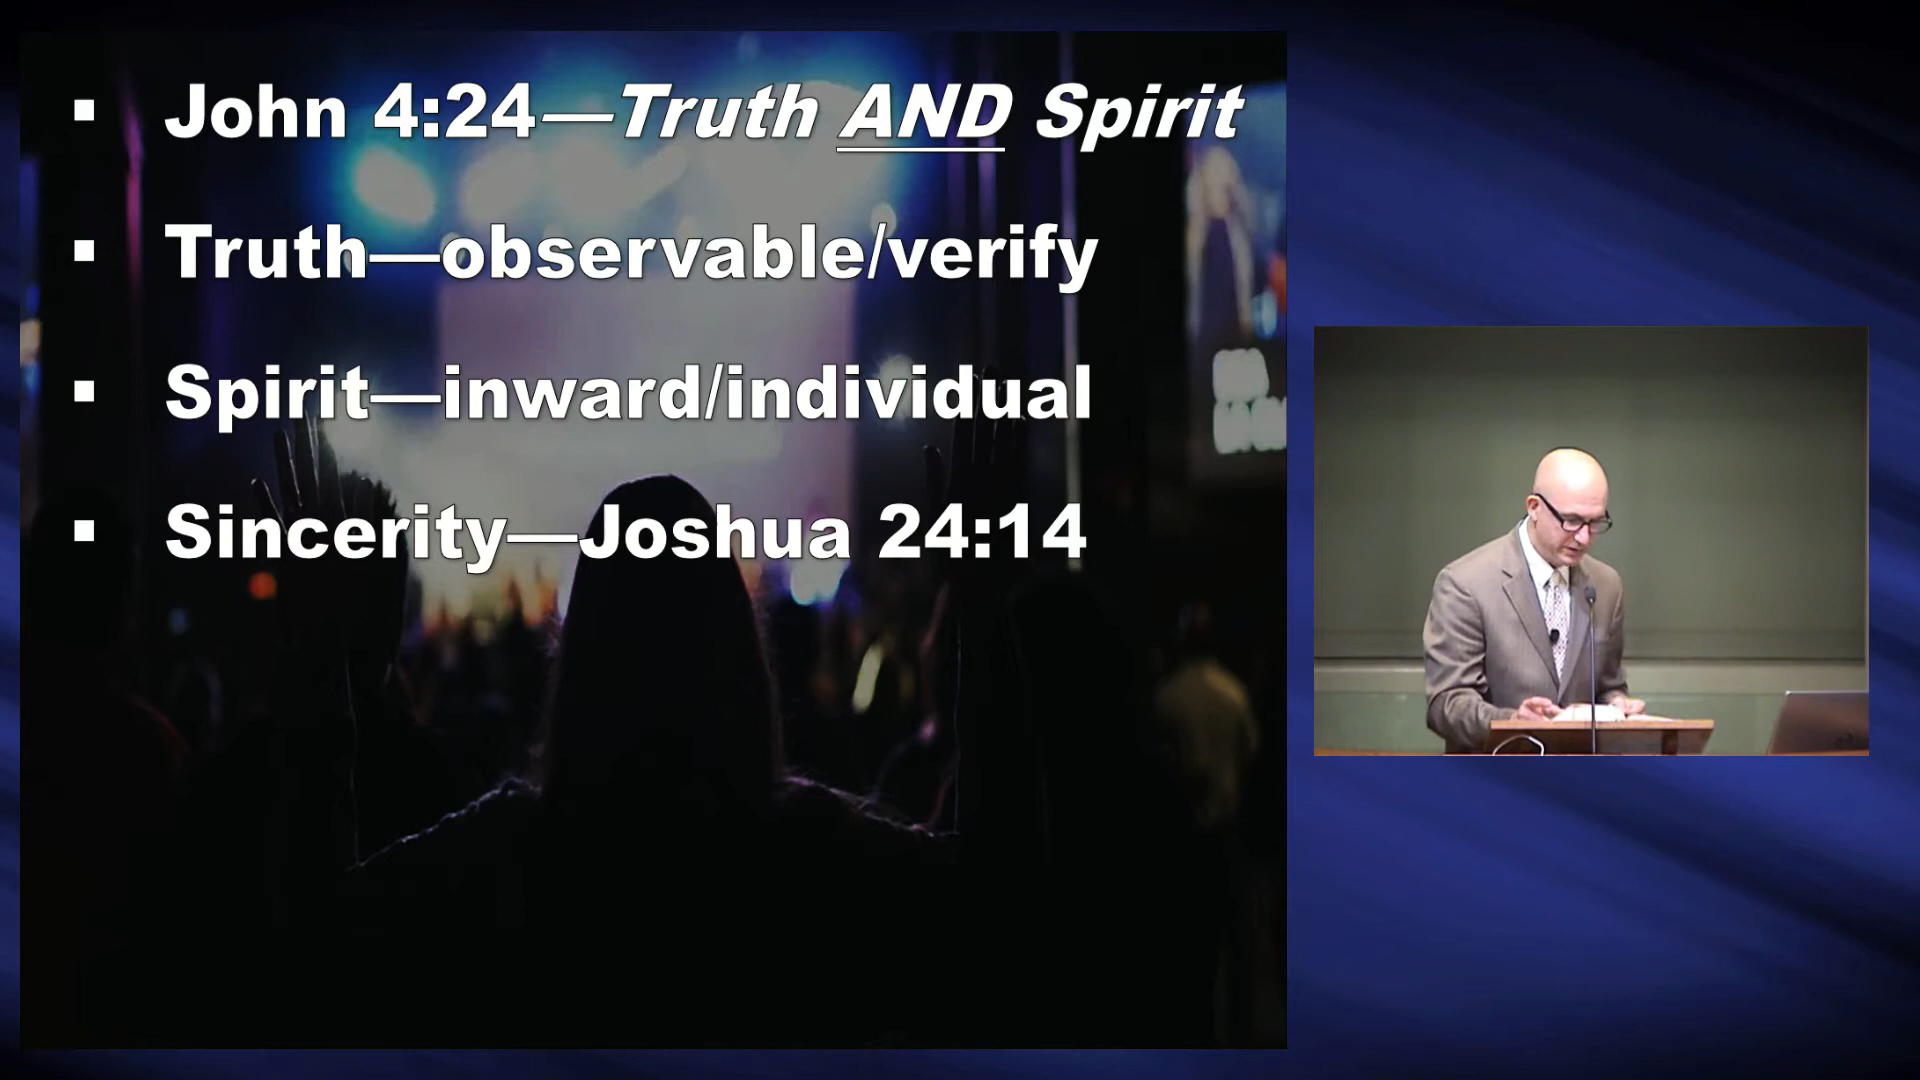 ▪ John 4:24—Truth AND Spirit
▪ Truth—observable/verify
▪ Spirit—inward/individual
▪ Sincerity—Joshua 24:14